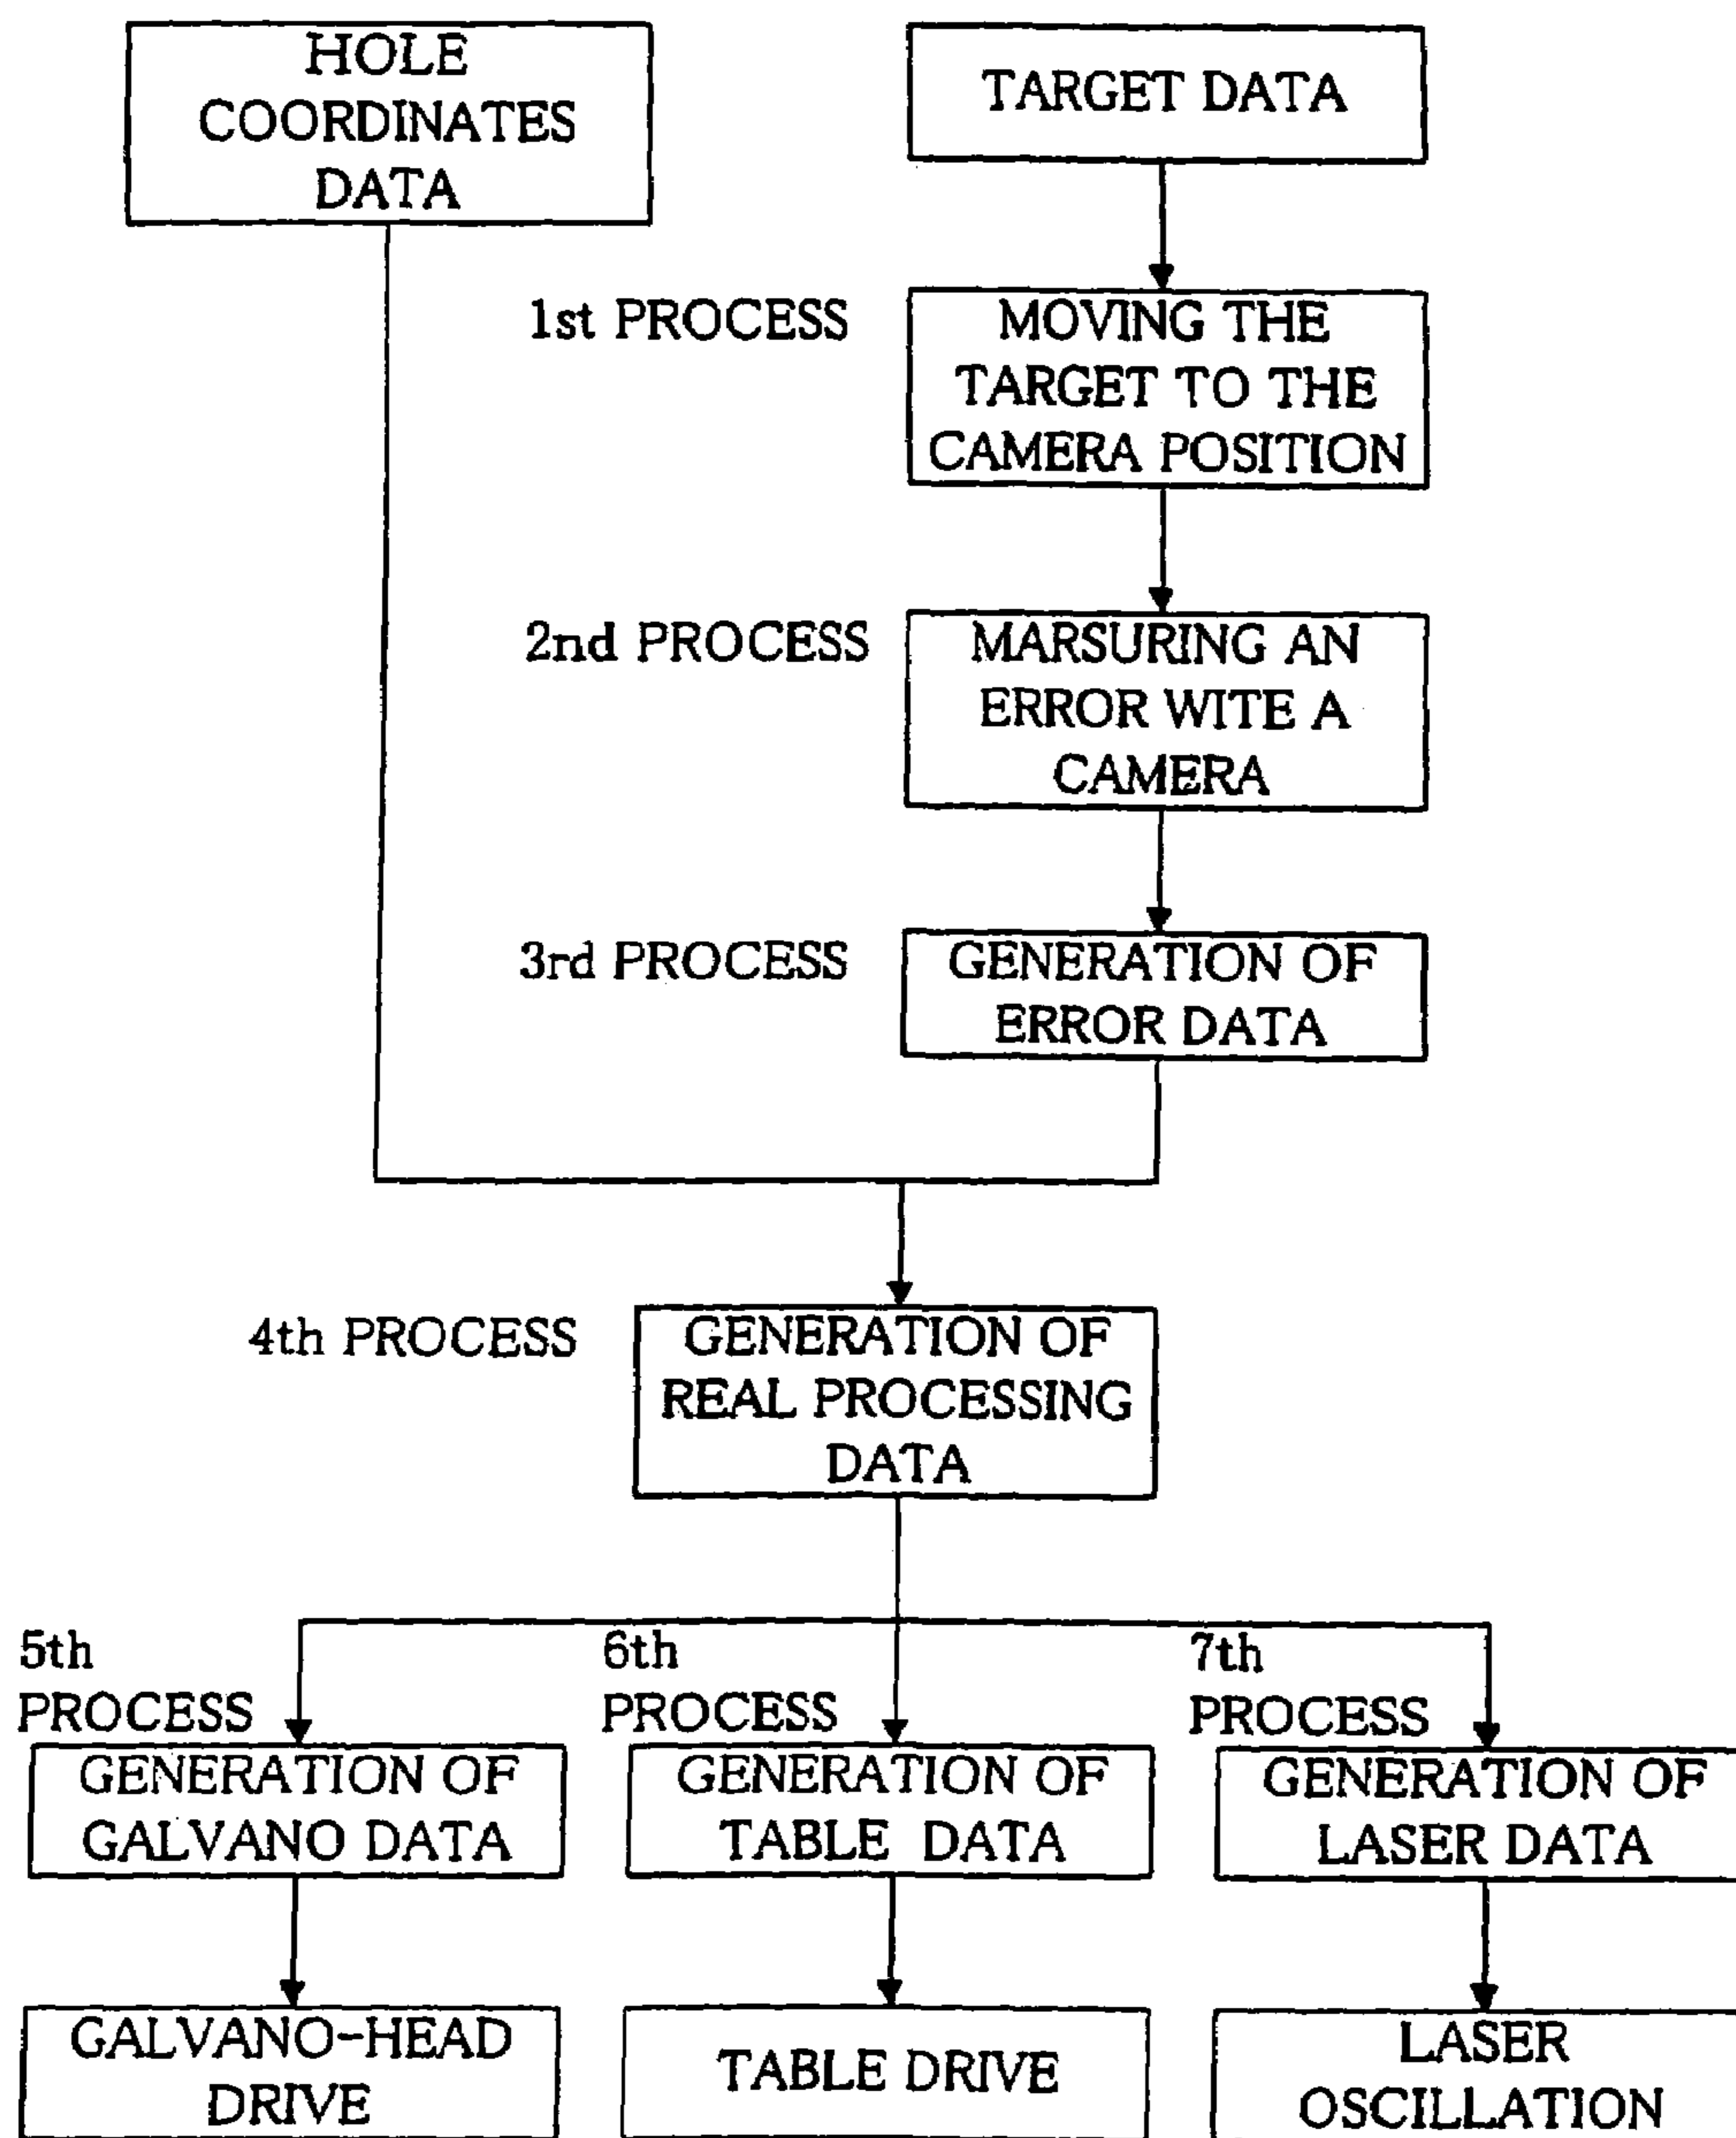 HOLE
COORDINATES
DATA
TARGET DATA
1st PROCESS
MOVING THE
TARGET TO THE
CAMERA POSITION
2nd PROCESS
MARSURING AN
ERROR WITE A
CAMERA
3rd PROCESS
GENERATION OF
ERROR DATA
4th PROCESS
GENERATION OF
REAL PROCESSING
DATA
5th
PROCESS
GENERATION OF
GALVANO DATA
6th
PROCESS
GENERATION OF
TABLE DATA
7th
PROCESS
GENERATION OF
LASER DATA
GALVANO-HEAD
DRIVE
TABLE DRIVE
LASER
OSCILLATION